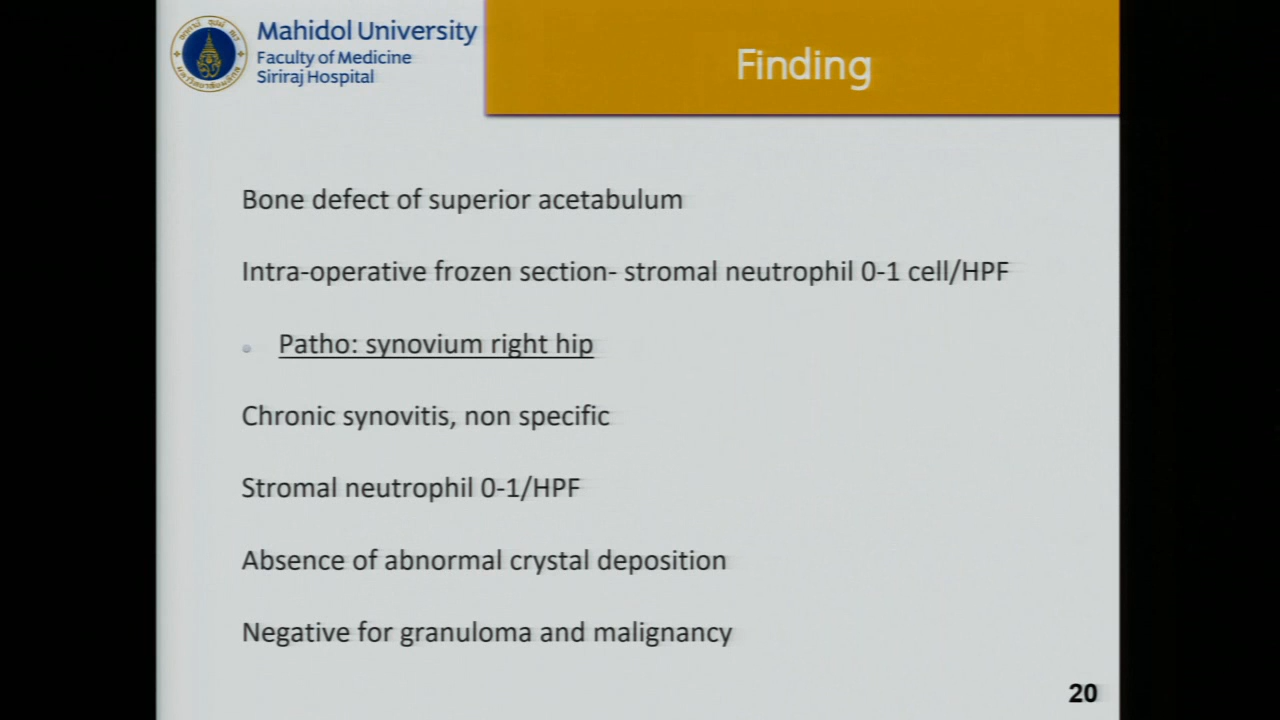 Mahidol University
Faculty of Medicine
Siriraj Hospital
Finding
Bone defect of superior acetabulum
Intra-operative frozen section- stromal neutrophil 0-1 cell/HPF
Patho: synovium right hip
Chronic synovitis, non specific
Stromal neutrophil 0-1/HPF
Absence of abnormal crystal deposition
Negative for granuloma and malignancy
20